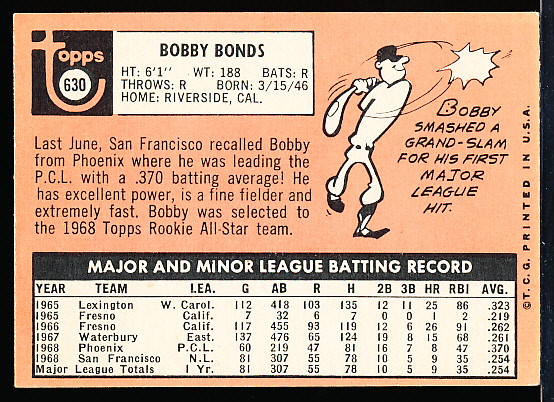 Topps
630
BOBBY BONDS
HT: 6'1" WT: 188 BATS: R
THROWS: R BORN: 3/15/46
HOME: RIVERSIDE, CAL.
Last June, San Francisco recalled Bobby
from Phoenix where he was leading the
P.C.L. with a .370 batting average! He
has excellent power, is a fine fielder and
extremely fast. Bobby was selected to
the 1968 Topps Rookie All-Star team.
BOBBY
SMASHED A
GRAND-SLAM
FOR HIS FIRST
MAJOR
LEAGUE
HIT.
©T.C.G. PRINTED IN U.S.A.
MAJOR AND MINOR LEAGUE BATTING RECORD
YEAR TEAM LEA. G AB R H 2B 3B HR RBI AVG.
1965 Lexington W. Carol. 112 418 103 135 12 11 25 86 .323
1965 Fresno Calif. 7 32 6 7 0 0 1 2 .219
1966 Fresno Calif. 117 455 93 119 12 6 26 91 .262
1967 Waterbury East. 137 476 65 124 19 8 15 68 .261
1968 Phoenix P.C.L. 60 219 47 81 16 7 8 47 .370
1968 San Francisco N.L. 81 307 55 78 10 5 9 35 .254
Major League Totals 1 Yr. 81 307 55 78 10 5 9 35 .254